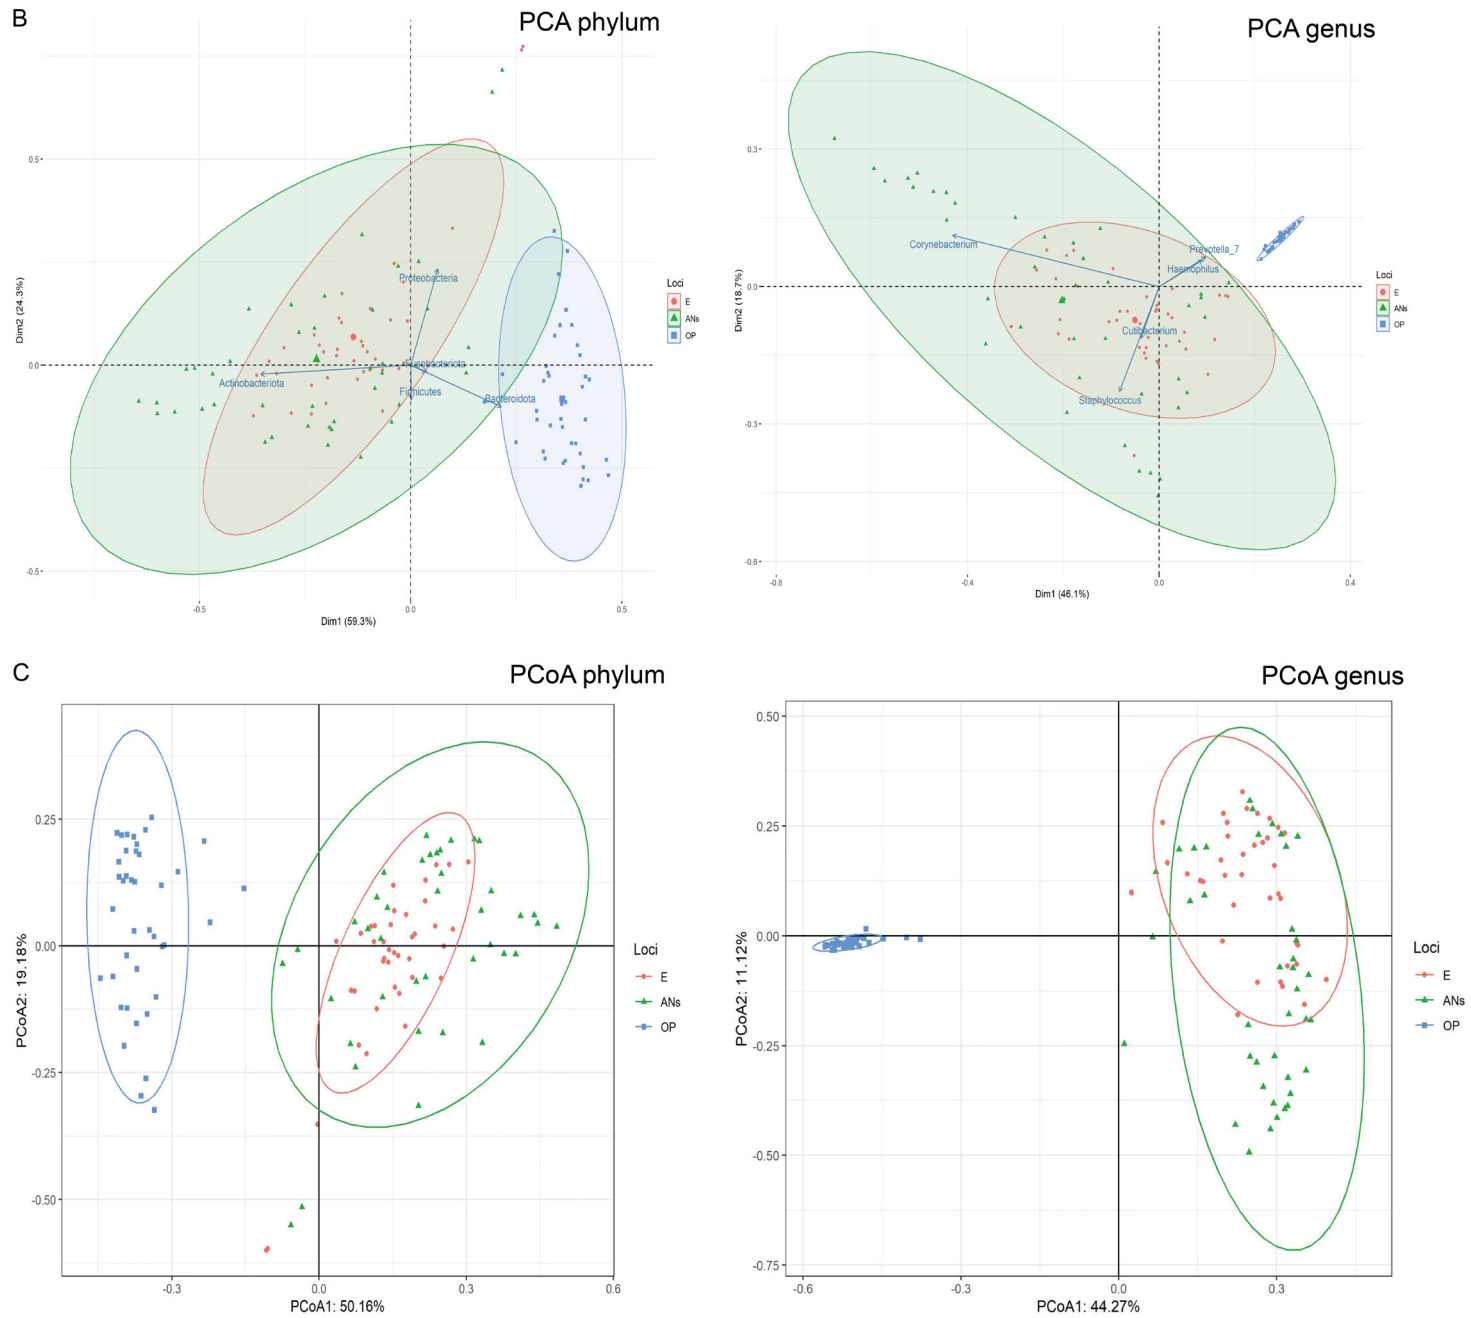 B
PCA phylum
PCA genus
0.5
0.0
-0.5
-0.5
0.0
0.5
Dim2 (24.3%)
Dim1 (59.3%)
Proteobacteria
Fusobacteriota
Actinobacteriota
Firmicutes
Bacteroidota
Loci
E
ANs
OP
0.3
0.0
-0.3
-0.6
-0.8
-0.4
0.0
0.4
Dim2 (18.7%)
Dim1 (46.1%)
Corynebacterium
Prevotella_7
Haemophilus
Cutibacterium
Staphylococcus
Loci
E
ANs
OP
C
PCoA phylum
PCoA genus
0.25
0.00
-0.25
-0.50
-0.3
0.0
0.3
0.6
PCoA2: 19.18%
PCoA1: 50.16%
Loci
E
ANs
OP
0.50
0.25
0.00
-0.25
-0.50
-0.75
-0.6
-0.3
0.0
0.3
PCoA2: 11.12%
PCoA1: 44.27%
Loci
E
ANs
OP